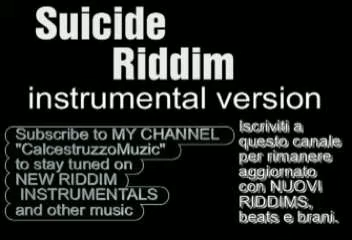 Suicide
Riddim
instrumental version
Subscribe to MY CHANNEL
"CalcestruzzoMuzic"
to stay tuned on
NEW RIDDIM
INSTRUMENTALS
and other music
Iscriviti a
questo canale
per rimanere
aggiornato
con NUOVI
RIDDIMS,
beats e brani.